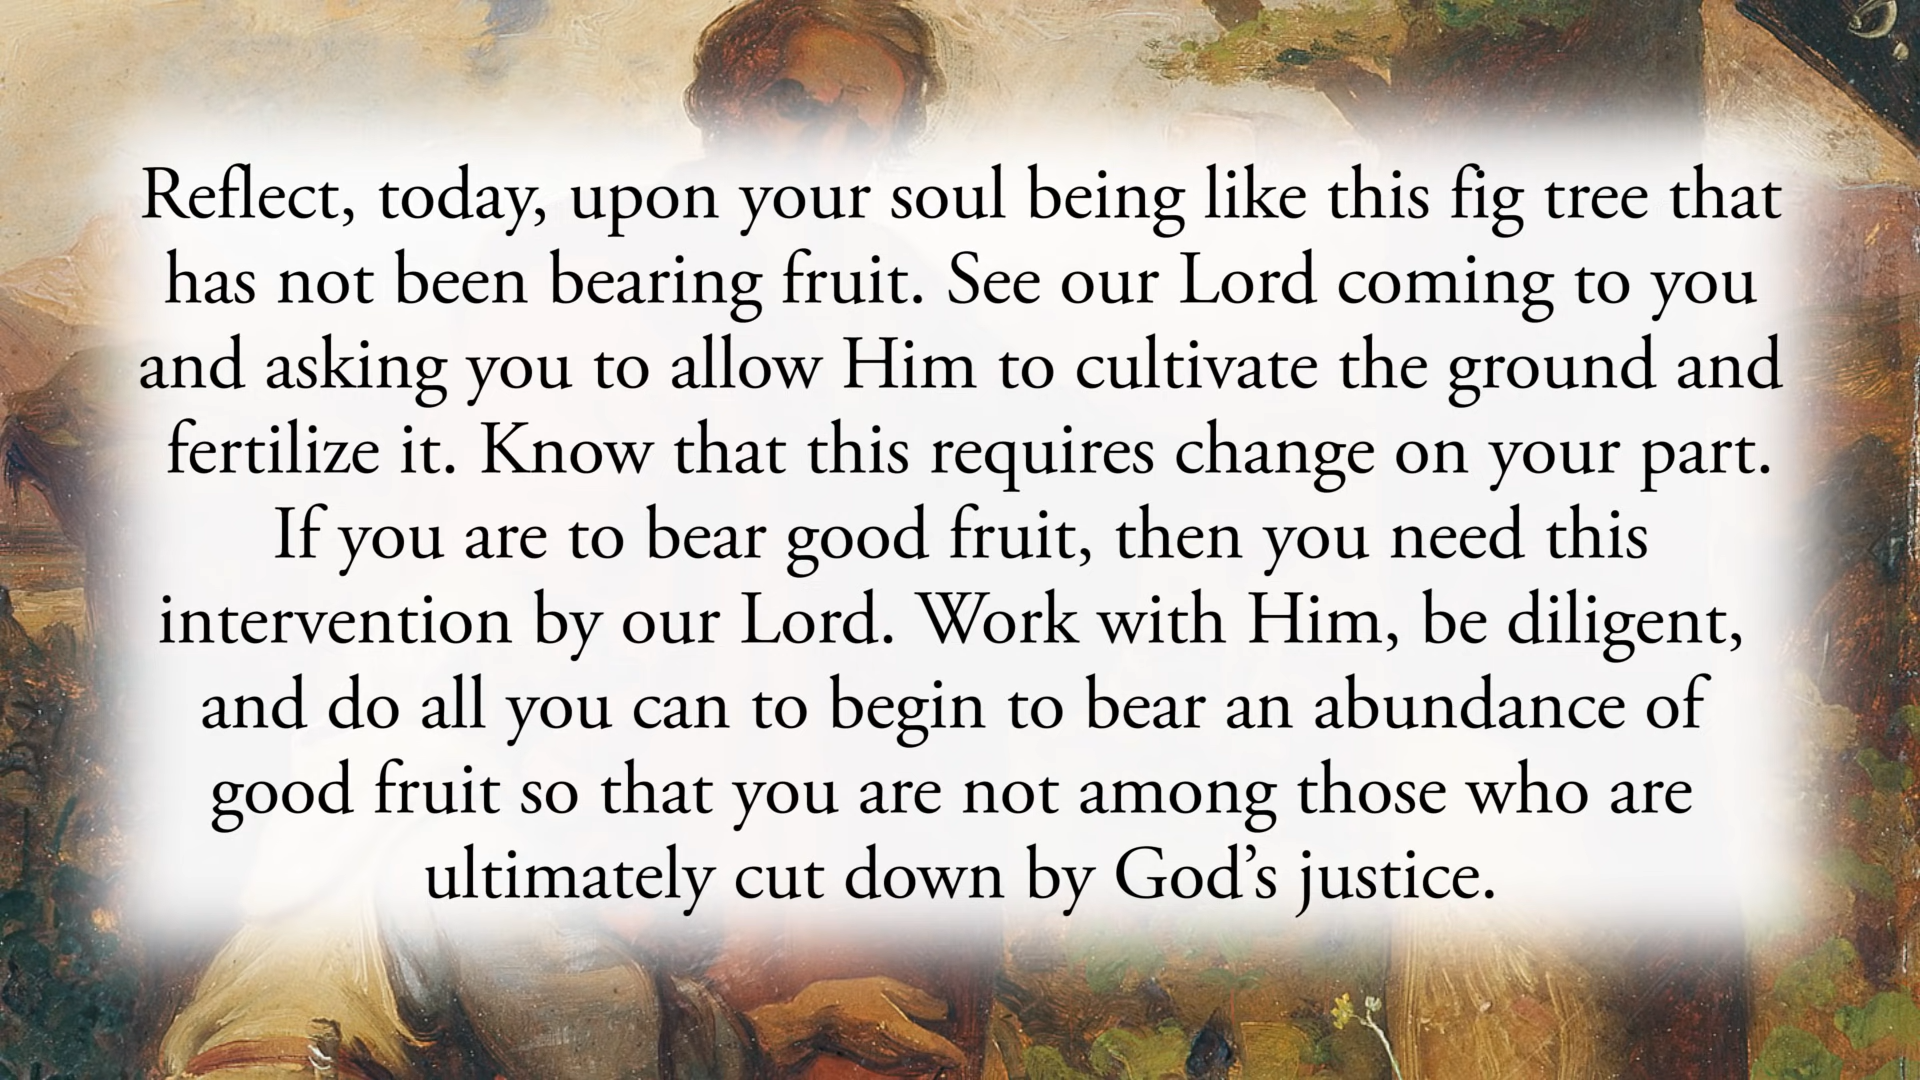 Reflect, today, upon your soul being like this fig tree that
has not been bearing fruit. See our Lord coming to you
and asking you to allow Him to cultivate the ground and
fertilize it. Know that this requires change on your part.
If you are to bear good fruit, then you need this
intervention by our Lord. Work with Him, be diligent,
and do all you can to begin to bear an abundance of
good fruit so that you are not among those who are
ultimately cut down by God’s justice.